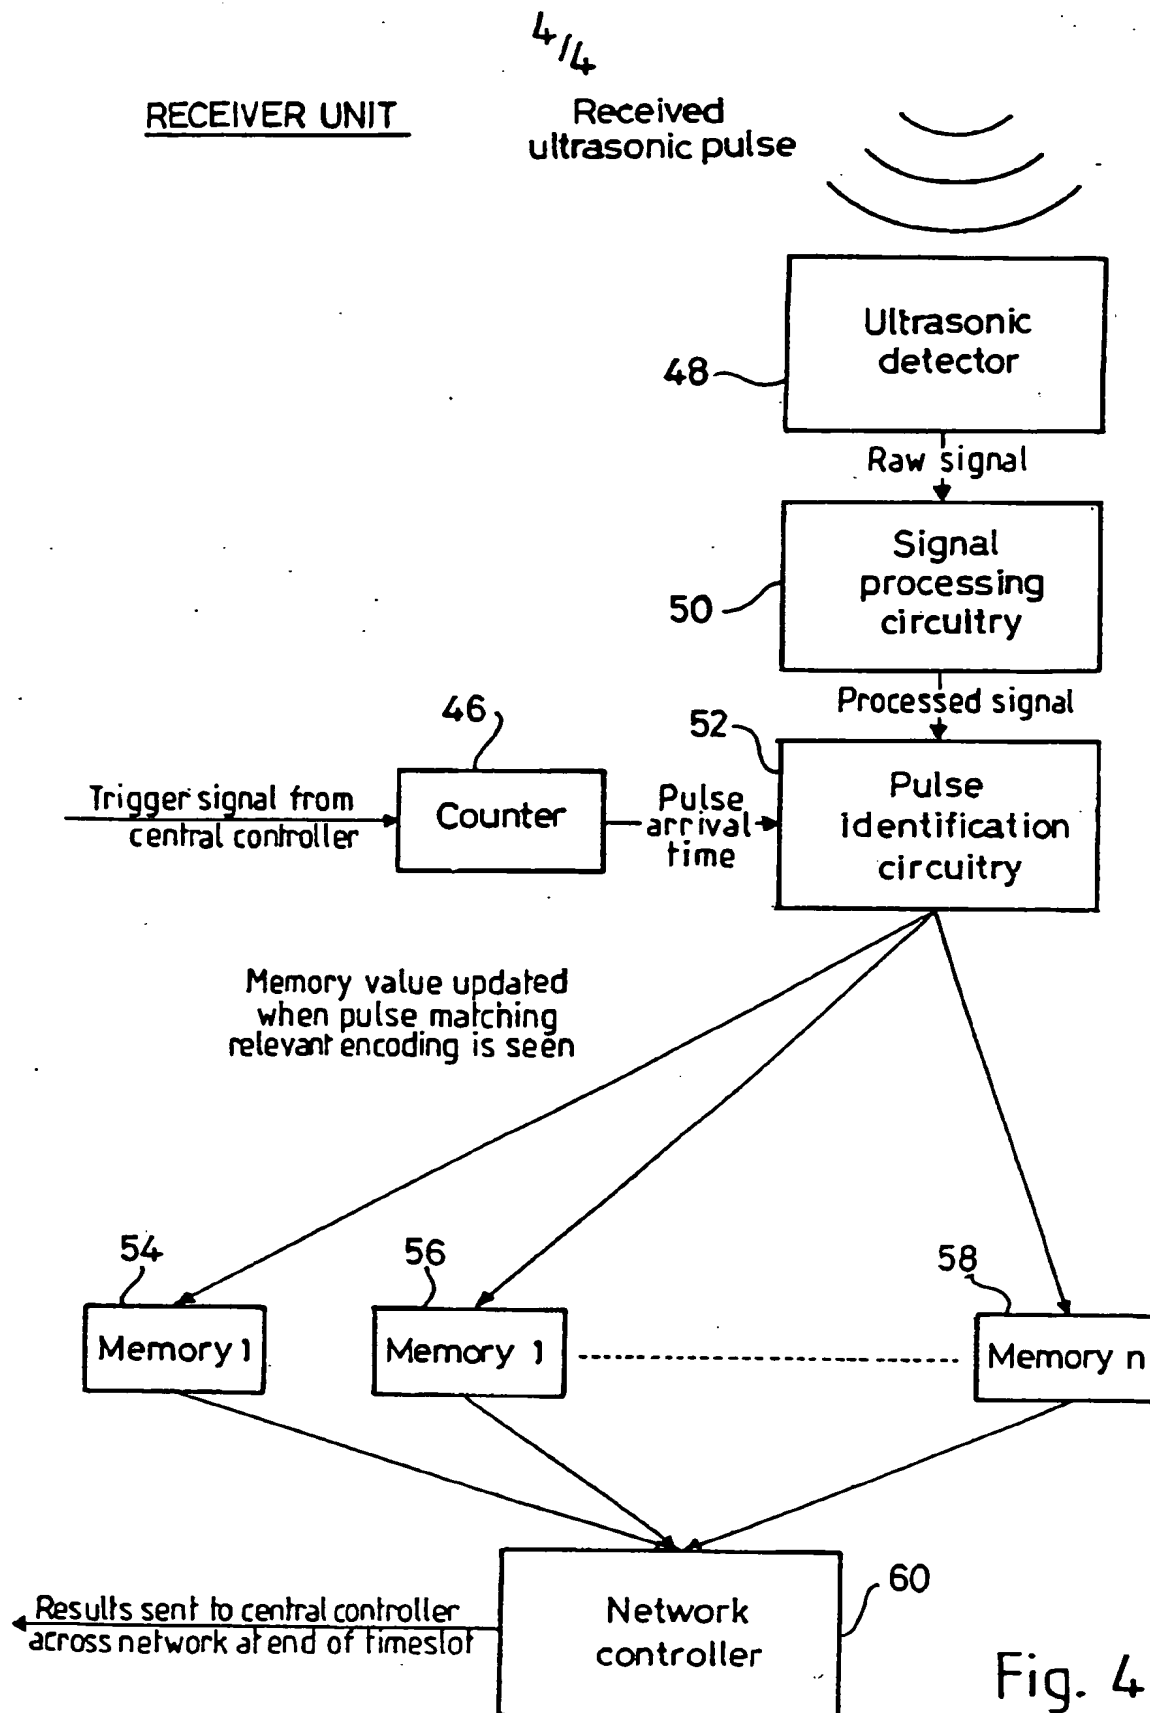 4/4
RECEIVER UNIT
Received
ultrasonic pulse
Ultrasonic
detector
48
Raw signal
Signal
processing
circuitry
50
Processed signal
46
52
Trigger signal from
central controller
Counter
Pulse
arrival
time
Pulse
identification
circuitry
Memory value updated
when pulse matching
relevant encoding is seen
54
56
58
Memory 1
Memory 1
Memory n
60
Results sent to central controller
across network at end of timeslot
Network
controller
Fig. 4